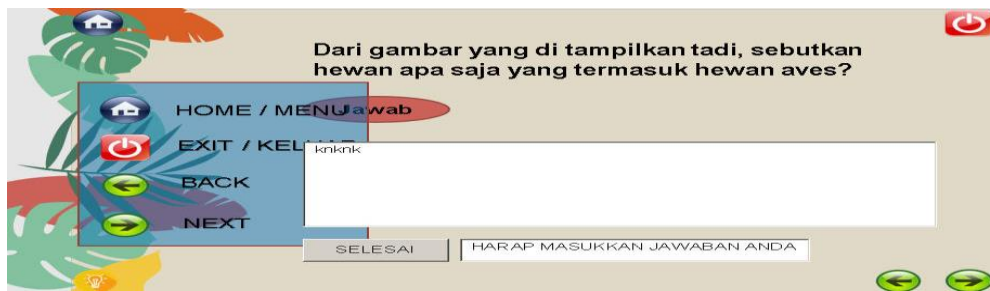 Dari gambar yang di tampilkan tadi, sebutkan
hewan apa saja yang termasuk hewan aves?
HOME / MENU
Jawab
EXIT / KEL
knknk
BACK
NEXT
SELESAI
HARAP MASUKKAN JAWABAN ANDA